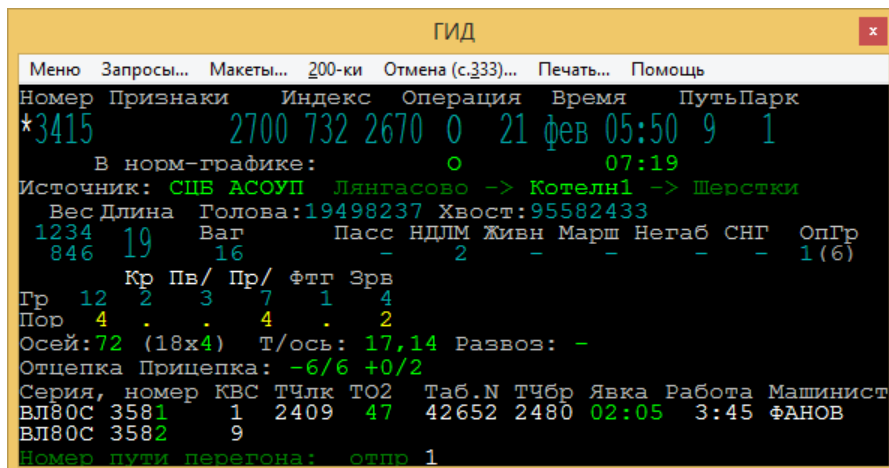 ГИД x
Меню Запросы... Макеты... 200-ки Отмена (с.333)... Печать... Помощь
Номер Признаки Индекс Операция Время ПутьПарк
*3415 2700 732 2670 О 21 фев 05:50 9 1
В норм-графике: о 07:19
Источник: СЦБ АСОУП Лянгасово -> Котелн1 -> Шерстки
Вес Длина Голова:19498237 Хвост:95582433
1234 19 Ваг Пасс НДЛМ Живн Марш Негаб СНГ ОпГр
846 16 - 2 - - - - 1(6)
Кр Пв/ Пр/ Фтг Зрв
Гр 12 2 3 7 1 4
Пор 4 . . 4 . 2
Осей:72 (18x4) Т/ось: 17,14 Развоз: -
Отцепка Прицепка: -6/6 +0/2
Серия, номер КВС ТЧлк ТО2 Таб.N ТЧбр Явка Работа Машинист
ВЛ80С 3581 1 2409 47 42652 2480 02:05 3:45 ФАНОВ
ВЛ80С 3582 9
Номер пути перегона: отпр 1